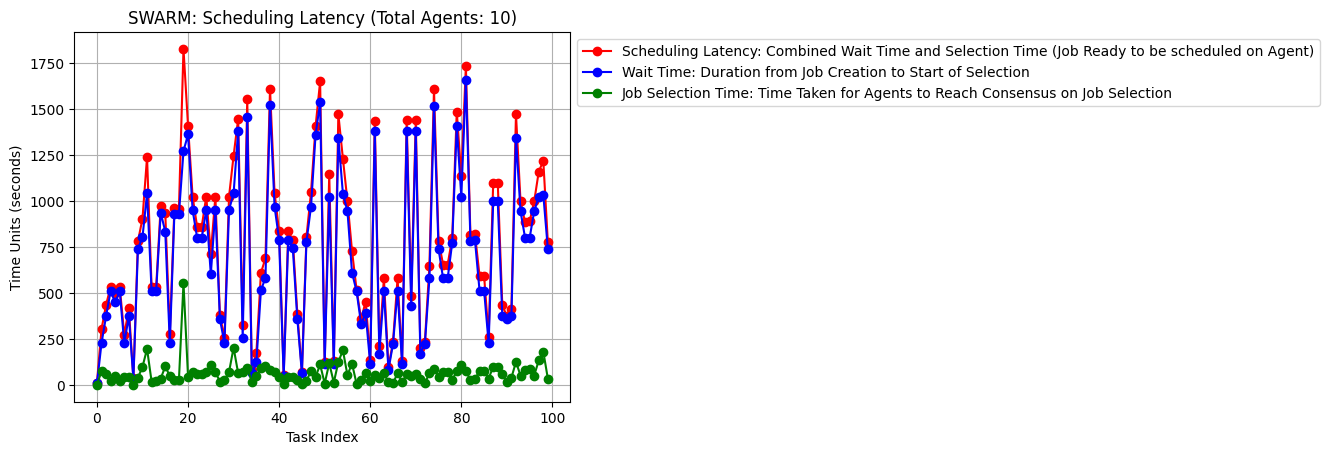 SWARM: Scheduling Latency (Total Agents: 10)
Scheduling Latency: Combined Wait Time and Selection Time (Job Ready to be scheduled on Agent)
Wait Time: Duration from Job Creation to Start of Selection
Job Selection Time: Time Taken for Agents to Reach Consensus on Job Selection
Time Units (seconds)
1750
1500
1250
1000
750
500
250
0
0 20 40 60 80 100
Task Index